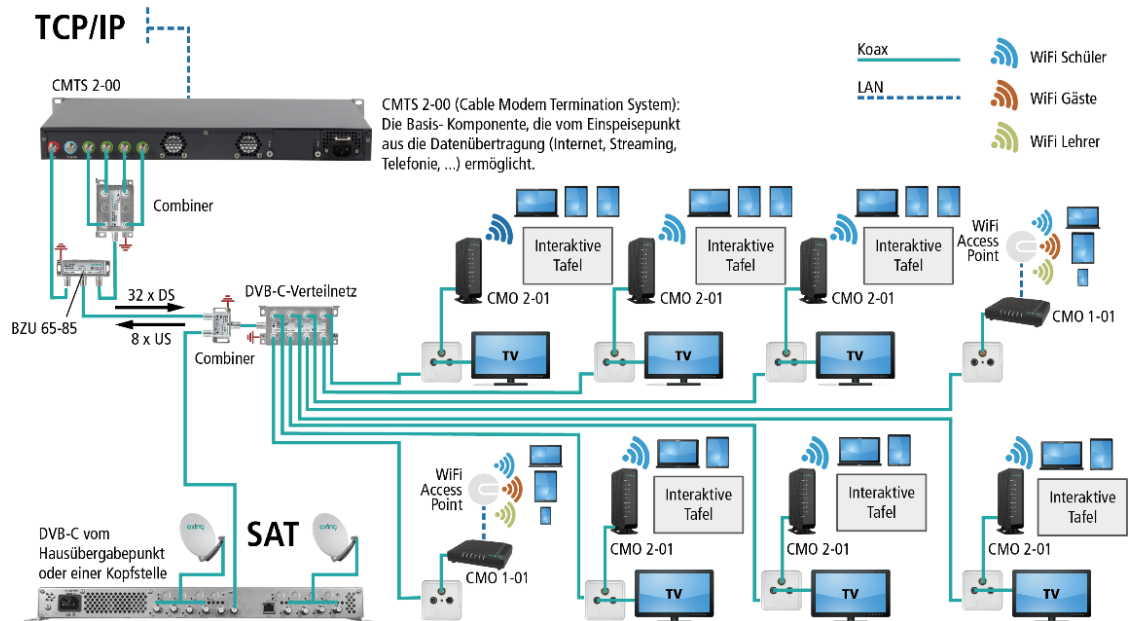 TCP/IP
CMTS 2-00
CMTS 2-00 (Cable Modem Termination System):
Die Basis- Komponente, die vom Einspeisepunkt
aus die Datenübertragung (Internet, Streaming,
Telefonie, ...) ermöglicht.
Koax
LAN
WiFi Schüler
WiFi Gäste
WiFi Lehrer
Combiner
BZU 65-85
32 x DS
8 x US
Combiner
DVB-C-Verteilnetz
Interaktive
Tafel
CMO 2-01
TV
Interaktive
Tafel
CMO 2-01
TV
Interaktive
Tafel
CMO 2-01
TV
WiFi
Access
Point
CMO 1-01
WiFi
Access
Point
CMO 1-01
Interaktive
Tafel
CMO 2-01
TV
Interaktive
Tafel
CMO 2-01
TV
Interaktive
Tafel
CMO 2-01
TV
SAT
axing
axing
DVB-C vom
Hausübergabepunkt
oder einer Kopfstelle